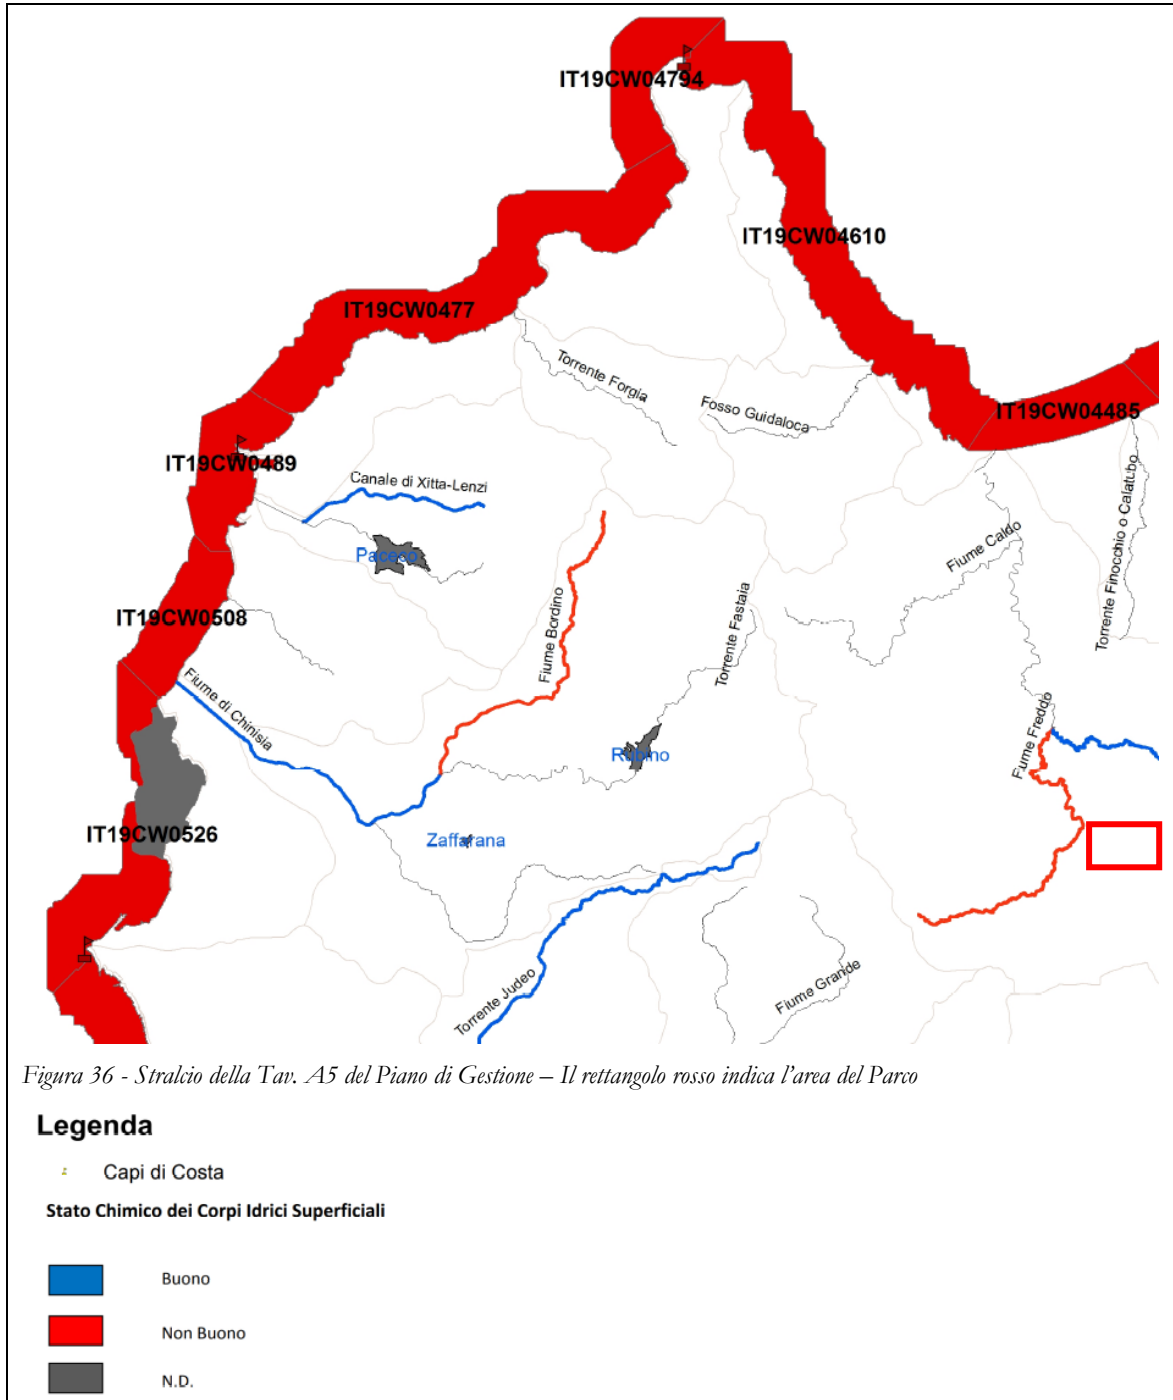 IT19CW04794
IT19CW04610
IT19CW0477
Torrente Forgia
Fosso Guidaloca
IT19CW04485
IT19CW0489
Canale di Xitta-Lenzi
Paceco
Fiume Caldo
Torrente Finocchio o Calatubo
IT19CW0508
Fiume Bordino
Torrente Fastaia
Fiume di Chinisia
Fiume Freddo
Rubino
IT19CW0526
Zaffarana
Torrente Judeo
Fiume Grande
Figura 36 - Stralcio della Tav. A5 del Piano di Gestione – Il rettangolo rosso indica l'area del Parco
Legenda
Capi di Costa
Stato Chimico dei Corpi Idrici Superficiali
Buono
Non Buono
N.D.